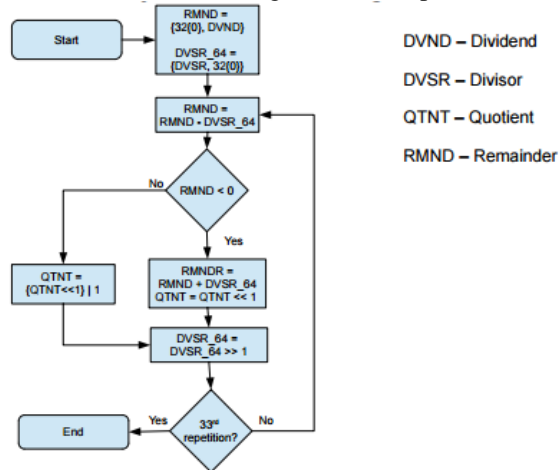 Start
RMND =
{32{0}, DVND}
DVSR_64 =
{DVSR, 32{0}}
DVND – Dividend
DVSR – Divisor
QTNT – Quotient
RMND – Remainder
RMND =
RMND - DVSR_64
No
RMND < 0
Yes
QTNT =
{QTNT<<1} | 1
RMNDR =
RMND + DVSR_64
QTNT = QTNT << 1
DVSR_64 =
DVSR_64 >> 1
Yes
33rd
repetition?
No
End